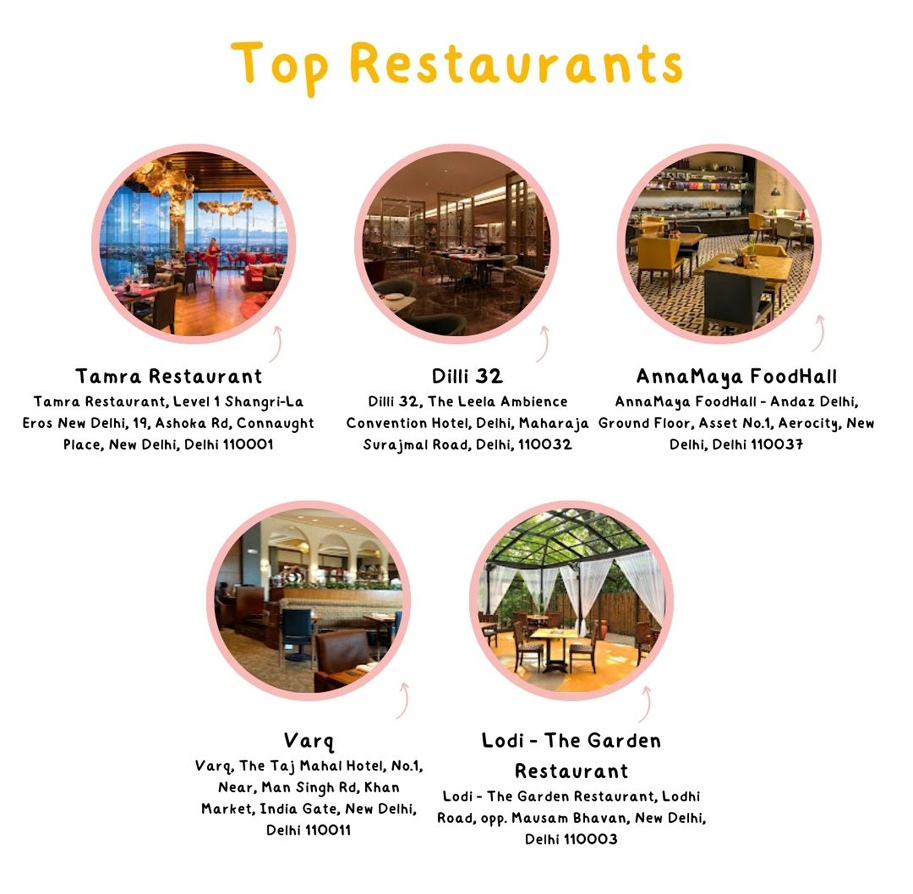 Top Restaurants
Tamra Restaurant
Tamra Restaurant, Level 1 Shangri-La
Eros New Delhi, 19, Ashoka Rd, Connaught
Place, New Delhi, Delhi 110001
Dilli 32
Dilli 32, The Leela Ambience
Convention Hotel, Delhi, Maharaja
Surajmal Road, Delhi, 110032
AnnaMaya FoodHall
AnnaMaya FoodHall - Andaz Delhi,
Ground Floor, Asset No.1, Aerocity, New
Delhi, Delhi 110037
Varq
Varq, The Taj Mahal Hotel, No.1,
Near, Man Singh Rd, Khan
Market, India Gate, New Delhi,
Delhi 110011
Lodi - The Garden
Restaurant
Lodi - The Garden Restaurant, Lodhi
Road, opp. Mausam Bhavan, New Delhi,
Delhi 110003